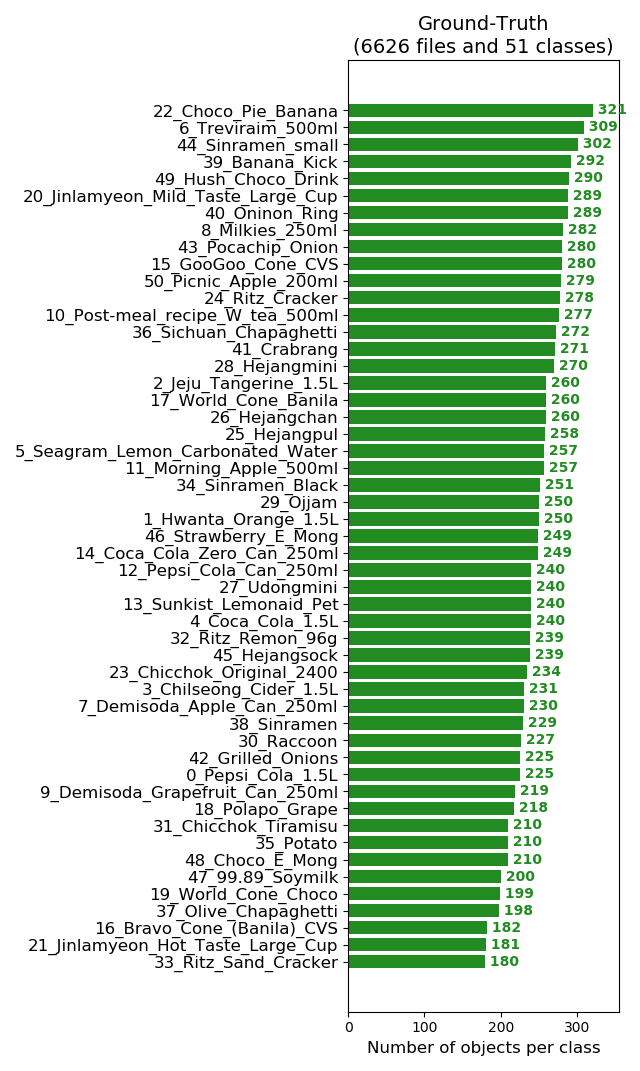 Ground-Truth
(6626 files and 51 classes)
22_Choco_Pie_Banana 321
6_Treviraim_500ml 309
44_Sinramen_small 302
39_Banana_Kick 292
49_Hush_Choco_Drink 290
20_Jinlamyeon_Mild_Taste_Large_Cup 289
40_Oninon_Ring 289
8_Milkies_250ml 282
43_Pocachip_Onion 280
15_GooGoo_Cone_CVS 280
50_Picnic_Apple_200ml 279
24_Ritz_Cracker 278
10_Post-meal_recipe_W_tea_500ml 277
36_Sichuan_Chapaghetti 272
41_Crabrang 271
28_Hejangmini 270
2_Jeju_Tangerine_1.5L 260
17_World_Cone_Banila 260
26_Hejangchan 260
25_Hejangpul 258
5_Seagram_Lemon_Carbonated_Water 257
11_Morning_Apple_500ml 257
34_Sinramen_Black 251
29_Ojjam 250
1_Hwanta_Orange_1.5L 250
46_Strawberry_E_Mong 249
14_Coca_Cola_Zero_Can_250ml 249
12_Pepsi_Cola_Can_250ml 240
27_Udongmini 240
13_Sunkist_Lemonaid_Pet 240
4_Coca_Cola_1.5L 240
32_Ritz_Remon_96g 239
45_Hejangsock 239
23_Chicchok_Original_2400 234
3_Chilseong_Cider_1.5L 231
7_Demisoda_Apple_Can_250ml 230
38_Sinramen 229
30_Raccoon 227
42_Grilled_Onions 225
0_Pepsi_Cola_1.5L 225
9_Demisoda_Grapefruit_Can_250ml 219
18_Polapo_Grape 218
31_Chicchok_Tiramisu 210
35_Potato 210
48_Choco_E_Mong 210
47_99.89_Soymilk 200
19_World_Cone_Choco 199
37_Olive_Chapaghetti 198
16_Bravo_Cone_(Banila)_CVS 182
21_Jinlamyeon_Hot_Taste_Large_Cup 181
33_Ritz_Sand_Cracker 180
0 100 200 300
Number of objects per class